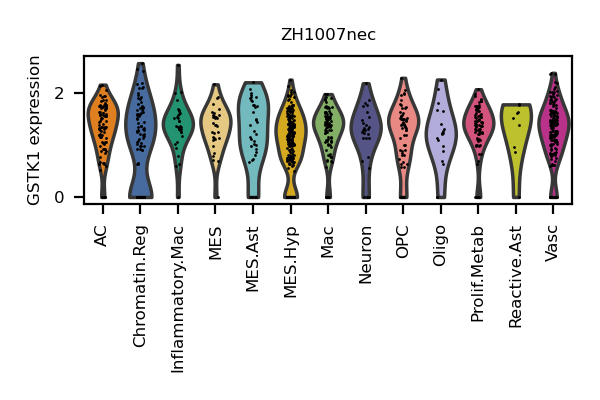 ZH1007nec
GSTK1 expression
2
0
AC
Chromatin.Reg
Inflammatory.Mac
MES
MES.Ast
MES.Hyp
Mac
Neuron
OPC
Oligo
Prolif.Metab
Reactive.Ast
Vasc